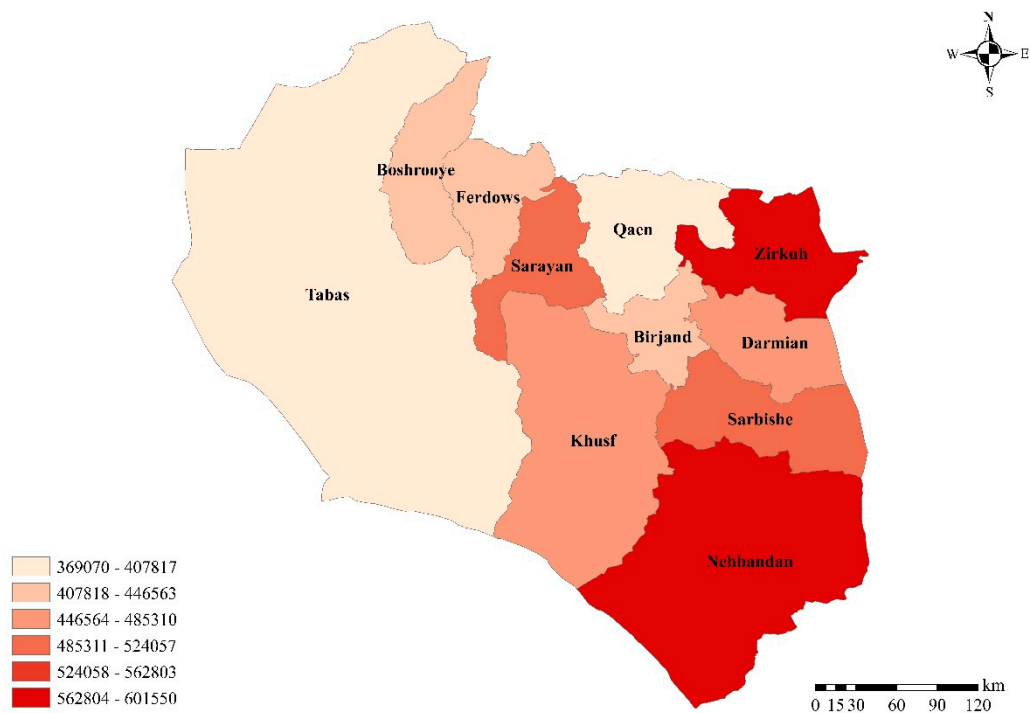 N
W E
S
Boshrooye
Ferdows
Qaen
Zirkuh
Sarayan
Tabas
Birjand
Darmian
Sarbishe
Khusf
Nehbandan
369070 - 407817
407818 - 446563
446564 - 485310
485311 - 524057
524058 - 562803
562804 - 601550
km
0 15 30 60 90 120